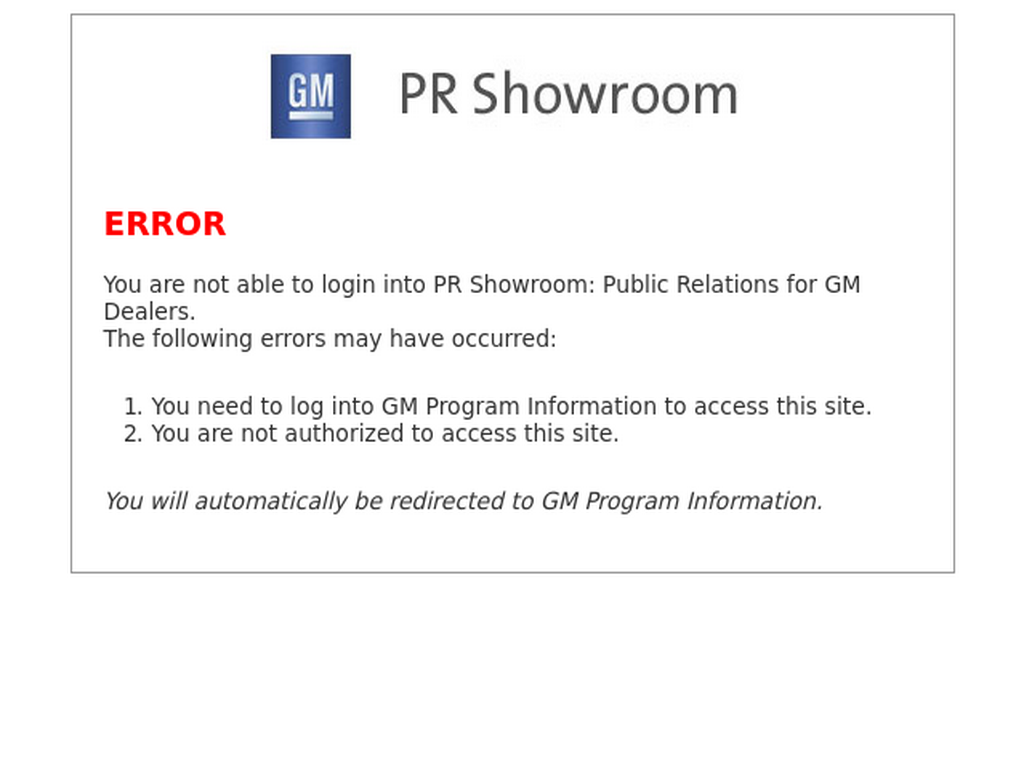 GM
PR Showroom
ERROR
You are not able to login into PR Showroom: Public Relations for GM
Dealers.
The following errors may have occurred:
1. You need to log into GM Program Information to access this site.
2. You are not authorized to access this site.
You will automatically be redirected to GM Program Information.